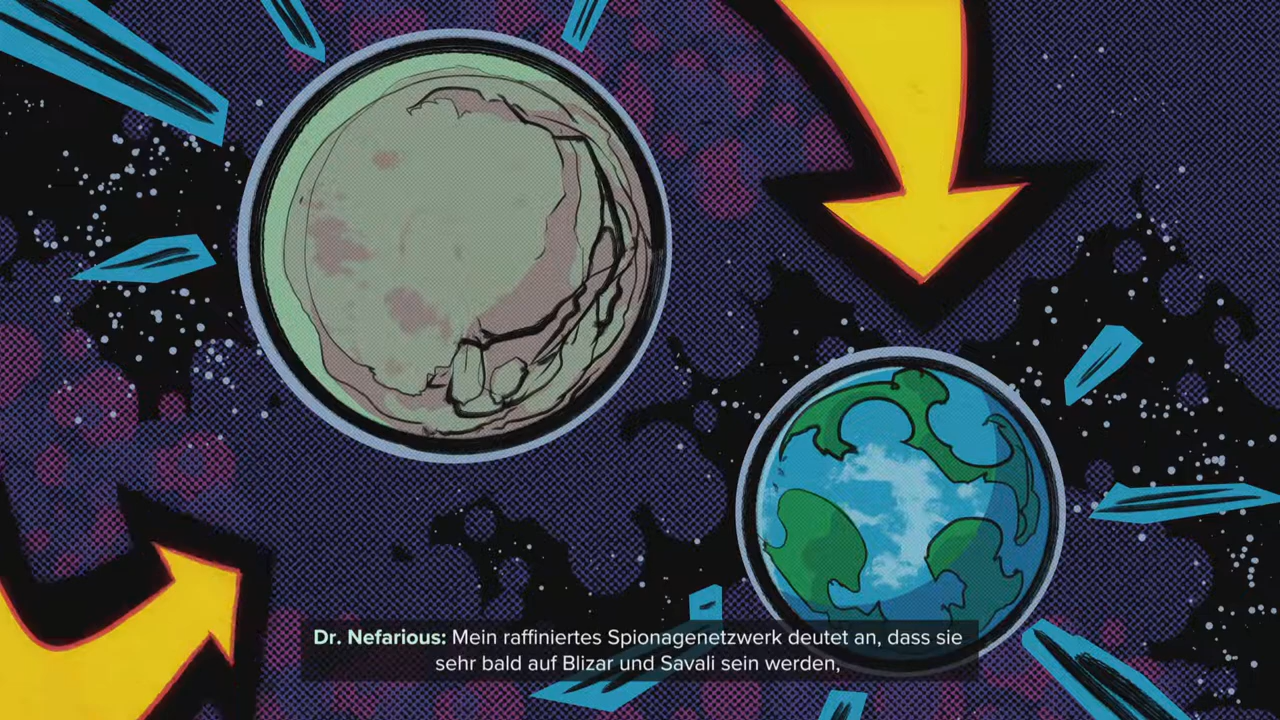 Dr. Nefarious: Mein raffiniertes Spionagenetzwerk deutet an, dass sie
sehr bald auf Blizar und Savali sein werden,